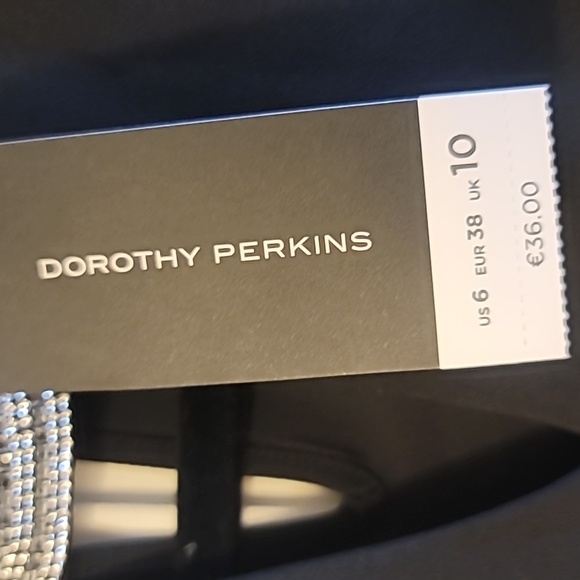 DOROTHY PERKINS
US 6 EUR 38 UK 10
€36.00